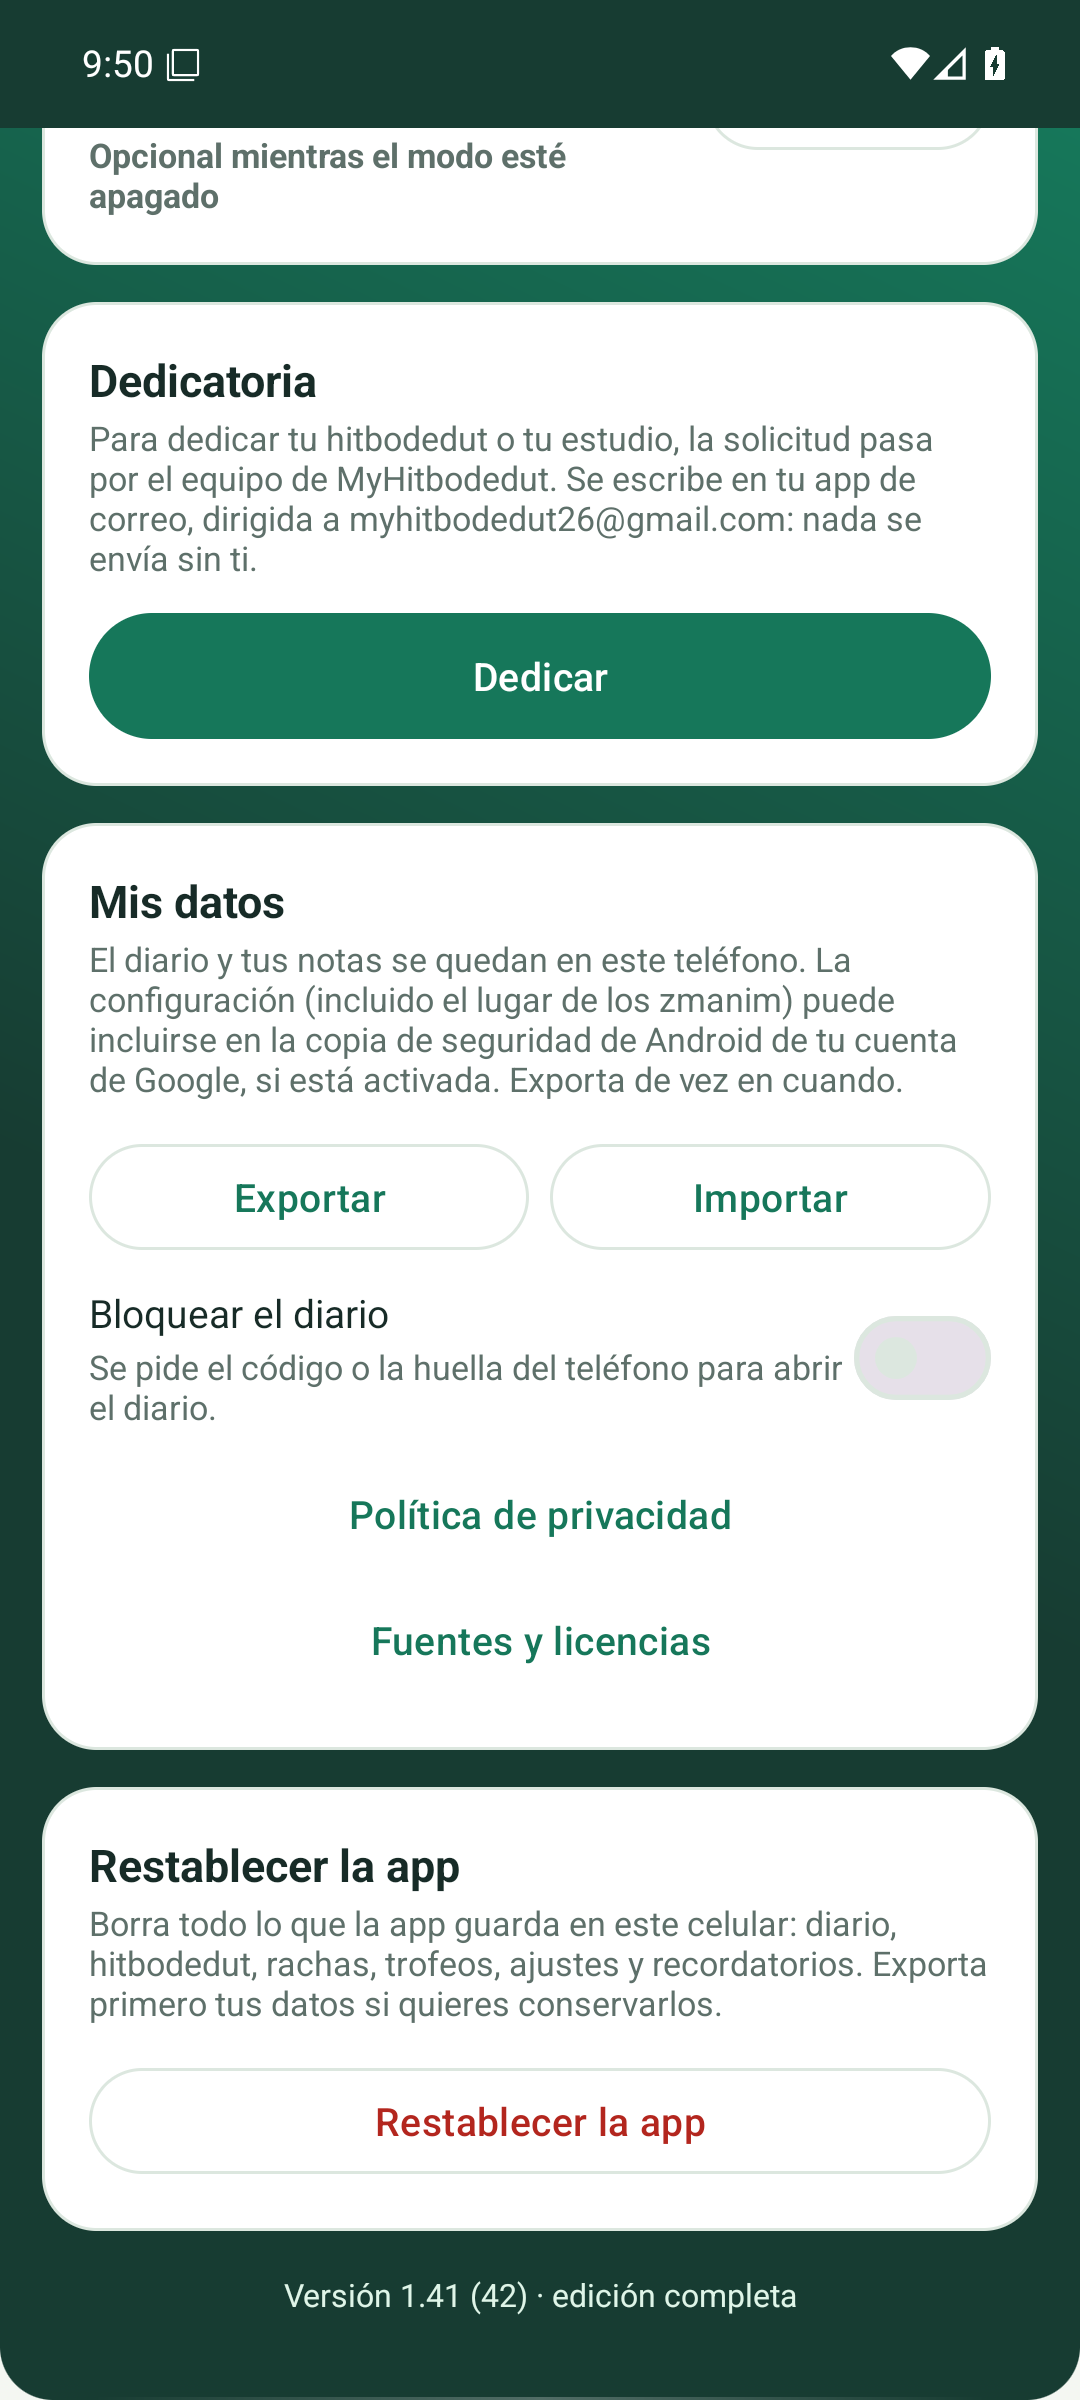 9:50
Opcional mientras el modo esté
apagado
Dedicatoria
Para dedicar tu hitbodedut o tu estudio, la solicitud pasa
por el equipo de MyHitbodedut. Se escribe en tu app de
correo, dirigida a myhitbodedut26@gmail.com: nada se
envía sin ti.
Dedicar
Mis datos
El diario y tus notas se quedan en este teléfono. La
configuración (incluido el lugar de los zmanim) puede
incluirse en la copia de seguridad de Android de tu cuenta
de Google, si está activada. Exporta de vez en cuando.
Exportar
Importar
Bloquear el diario
Se pide el código o la huella del teléfono para abrir
el diario.
Política de privacidad
Fuentes y licencias
Restablecer la app
Borra todo lo que la app guarda en este celular: diario,
hitbodedut, rachas, trofeos, ajustes y recordatorios. Exporta
primero tus datos si quieres conservarlos.
Restablecer la app
Versión 1.41 (42) · edición completa